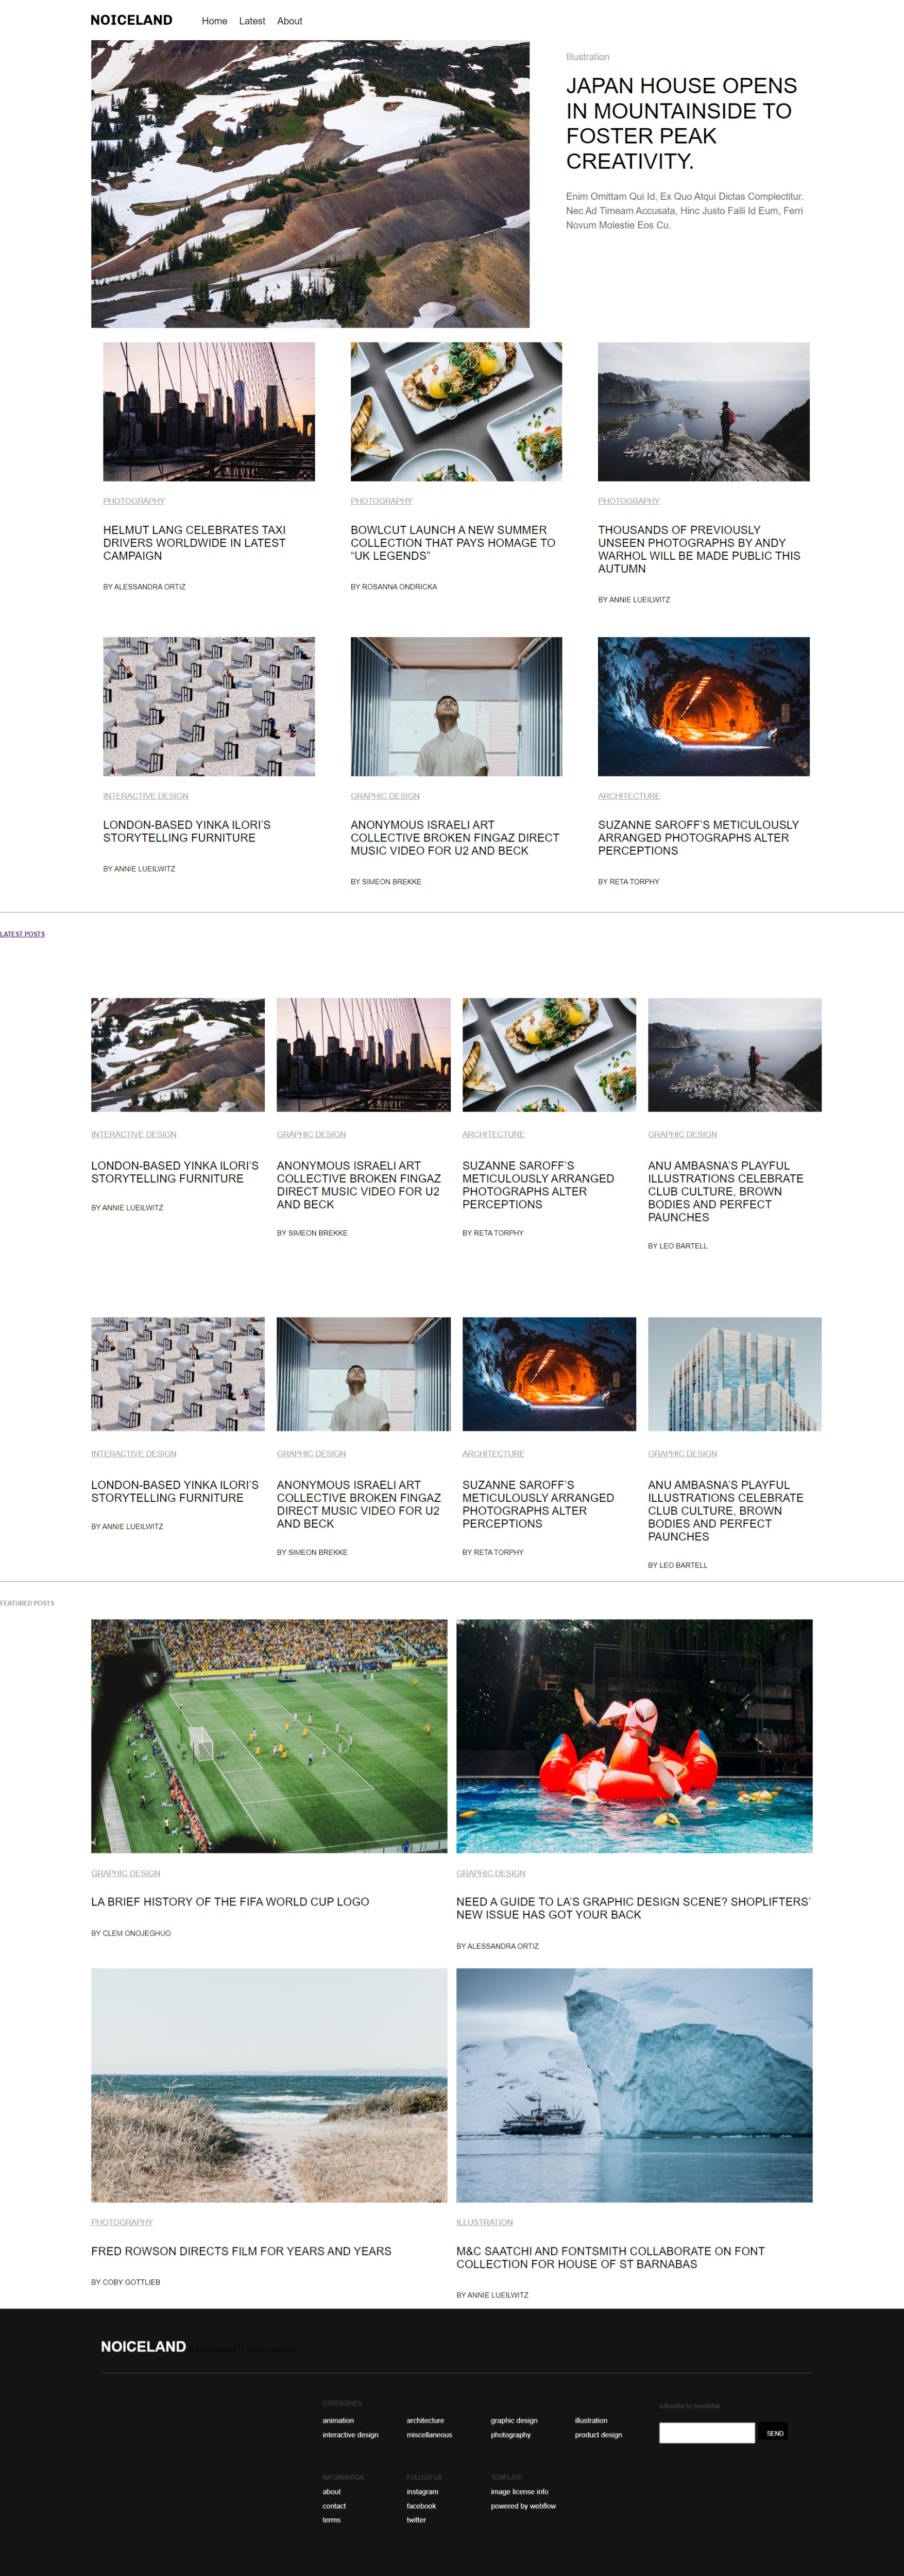 NOICELAND Home Latest About
Illustration
JAPAN HOUSE OPENS
IN MOUNTAINSIDE TO
FOSTER PEAK
CREATIVITY.
Enim Omittam Qui Id, Ex Quo Atqui Dictas Complectitur.
Nec Ad Timeam Accusata, Hinc Justo Falli Id Eum, Ferri
Novum Molestie Eos Cu.
PHOTOGRAPHY
HELMUT LANG CELEBRATES TAXI
DRIVERS WORLDWIDE IN LATEST
CAMPAIGN
BY ALESSANDRA ORTIZ
PHOTOGRAPHY
BOWLCUT LAUNCH A NEW SUMMER
COLLECTION THAT PAYS HOMAGE TO
“UK LEGENDS”
BY ROSANNA ONDRICKA
PHOTOGRAPHY
THOUSANDS OF PREVIOUSLY
UNSEEN PHOTOGRAPHS BY ANDY
WARHOL WILL BE MADE PUBLIC THIS
AUTUMN
BY ANNIE LUEILWITZ
INTERACTIVE DESIGN
LONDON-BASED YINKA ILORI’S
STORYTELLING FURNITURE
BY ANNIE LUEILWITZ
GRAPHIC DESIGN
ANONYMOUS ISRAELI ART
COLLECTIVE BROKEN FINGAZ DIRECT
MUSIC VIDEO FOR U2 AND BECK
BY SIMEON BREKKE
ARCHITECTURE
SUZANNE SAROFF’S METICULOUSLY
ARRANGED PHOTOGRAPHS ALTER
PERCEPTIONS
BY RETA TORPHY
LATEST POSTS
INTERACTIVE DESIGN
LONDON-BASED YINKA ILORI’S
STORYTELLING FURNITURE
BY ANNIE LUEILWITZ
GRAPHIC DESIGN
ANONYMOUS ISRAELI ART
COLLECTIVE BROKEN FINGAZ
DIRECT MUSIC VIDEO FOR U2
AND BECK
BY SIMEON BREKKE
ARCHITECTURE
SUZANNE SAROFF’S
METICULOUSLY ARRANGED
PHOTOGRAPHS ALTER
PERCEPTIONS
BY RETA TORPHY
GRAPHIC DESIGN
ANU AMBASNA’S PLAYFUL
ILLUSTRATIONS CELEBRATE
CLUB CULTURE, BROWN
BODIES AND PERFECT
PAUNCHES
BY LEO BARTELL
INTERACTIVE DESIGN
LONDON-BASED YINKA ILORI’S
STORYTELLING FURNITURE
BY ANNIE LUEILWITZ
GRAPHIC DESIGN
ANONYMOUS ISRAELI ART
COLLECTIVE BROKEN FINGAZ
DIRECT MUSIC VIDEO FOR U2
AND BECK
BY SIMEON BREKKE
ARCHITECTURE
SUZANNE SAROFF’S
METICULOUSLY ARRANGED
PHOTOGRAPHS ALTER
PERCEPTIONS
BY RETA TORPHY
GRAPHIC DESIGN
ANU AMBASNA’S PLAYFUL
ILLUSTRATIONS CELEBRATE
CLUB CULTURE, BROWN
BODIES AND PERFECT
PAUNCHES
BY LEO BARTELL
FEATURED POSTS
GRAPHIC DESIGN
LA BRIEF HISTORY OF THE FIFA WORLD CUP LOGO
BY CLEM ONOJEGHUO
GRAPHIC DESIGN
NEED A GUIDE TO LA’S GRAPHIC DESIGN SCENE? SHOPLIFTERS’
NEW ISSUE HAS GOT YOUR BACK
BY ALESSANDRA ORTIZ
PHOTOGRAPHY
FRED ROWSON DIRECTS FILM FOR YEARS AND YEARS
BY COBY GOTTLIEB
ILLUSTRATION
M&C SAATCHI AND FONTSMITH COLLABORATE ON FONT
COLLECTION FOR HOUSE OF ST BARNABAS
BY ANNIE LUEILWITZ
NOICELAND
CATEGORIES
animation architecture graphic design illustration
interactive design miscellaneous photography product design
subscribe to newsletter
SEND
INFORMATION
about
contact
terms
FOLLOW US
instagram
facebook
twitter
TEMPLATE
image license info
powered by webflow